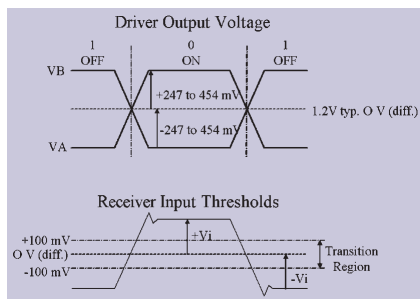 Driver Output Voltage
1 0 1
OFF ON OFF
VB
+247 to 454 mV
1.2V typ. O V (diff.)
-247 to 454 mV
VA
Receiver Input Thresholds
+100 mV
+Vi
O V (diff.)
Transition
Region
-100 mV
-Vi